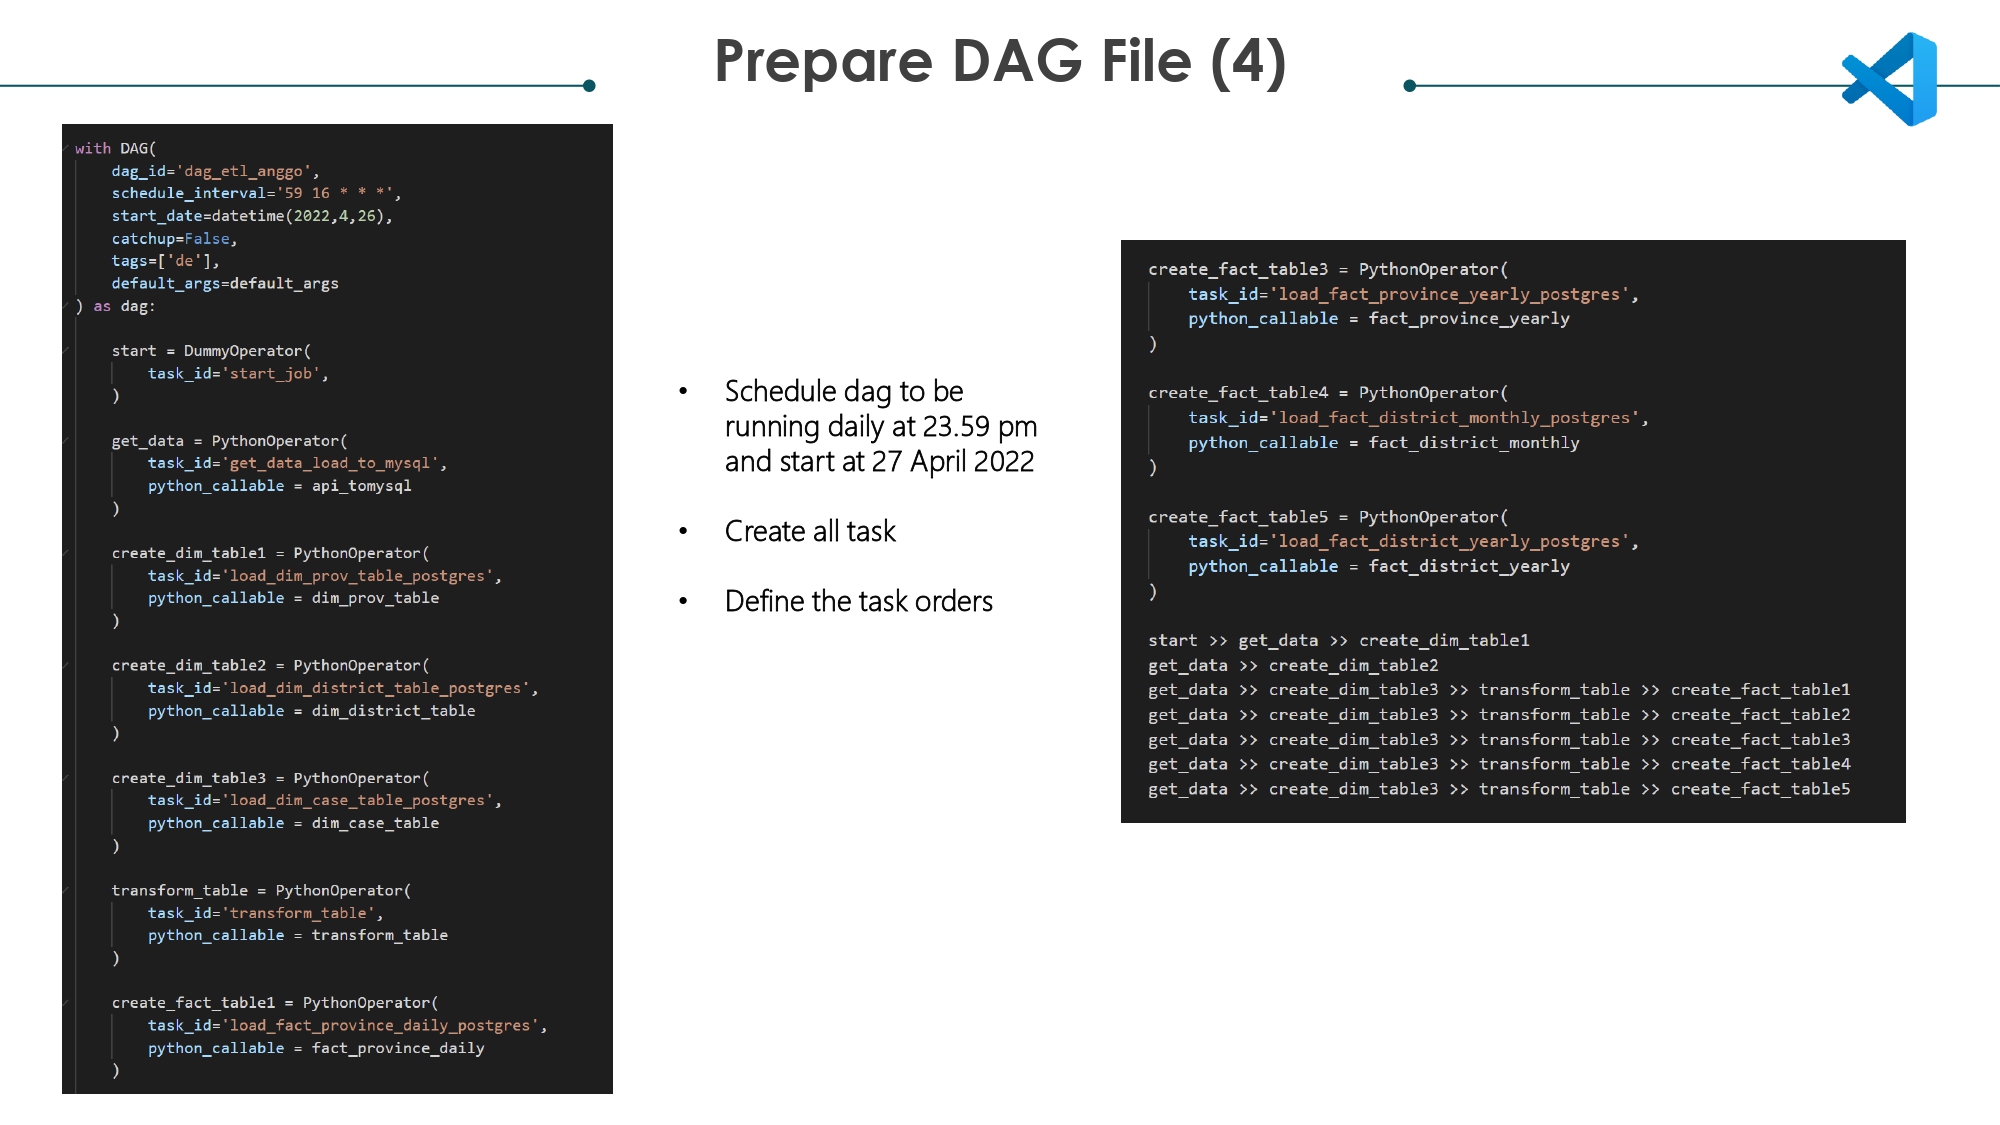 Prepare DAG File (4)
with DAG(
    dag_id='dag_etl_anggo',
    schedule_interval='59 16 * * *',
    start_date=datetime(2022,4,26),
    catchup=False,
    tags=['de'],
    default_args=default_args
) as dag:
    start = DummyOperator(
        task_id='start_job',
    )
    get_data = PythonOperator(
        task_id='get_data_load_to_mysql',
        python_callable = api_tomysql
    )
    create_dim_table1 = PythonOperator(
        task_id='load_dim_prov_table_postgres',
        python_callable = dim_prov_table
    )
    create_dim_table2 = PythonOperator(
        task_id='load_dim_district_table_postgres',
        python_callable = dim_district_table
    )
    create_dim_table3 = PythonOperator(
        task_id='load_dim_case_table_postgres',
        python_callable = dim_case_table
    )
    transform_table = PythonOperator(
        task_id='transform_table',
        python_callable = transform_table
    )
    create_fact_table1 = PythonOperator(
        task_id='load_fact_province_daily_postgres',
        python_callable = fact_province_daily
    )
• Schedule dag to be
running daily at 23.59 pm
and start at 27 April 2022
• Create all task
• Define the task orders
create_fact_table3 = PythonOperator(
    task_id='load_fact_province_yearly_postgres',
    python_callable = fact_province_yearly
)
create_fact_table4 = PythonOperator(
    task_id='load_fact_district_monthly_postgres',
    python_callable = fact_district_monthly
)
create_fact_table5 = PythonOperator(
    task_id='load_fact_district_yearly_postgres',
    python_callable = fact_district_yearly
)
start >> get_data >> create_dim_table1
get_data >> create_dim_table2
get_data >> create_dim_table3 >> transform_table >> create_fact_table1
get_data >> create_dim_table3 >> transform_table >> create_fact_table2
get_data >> create_dim_table3 >> transform_table >> create_fact_table3
get_data >> create_dim_table3 >> transform_table >> create_fact_table4
get_data >> create_dim_table3 >> transform_table >> create_fact_table5